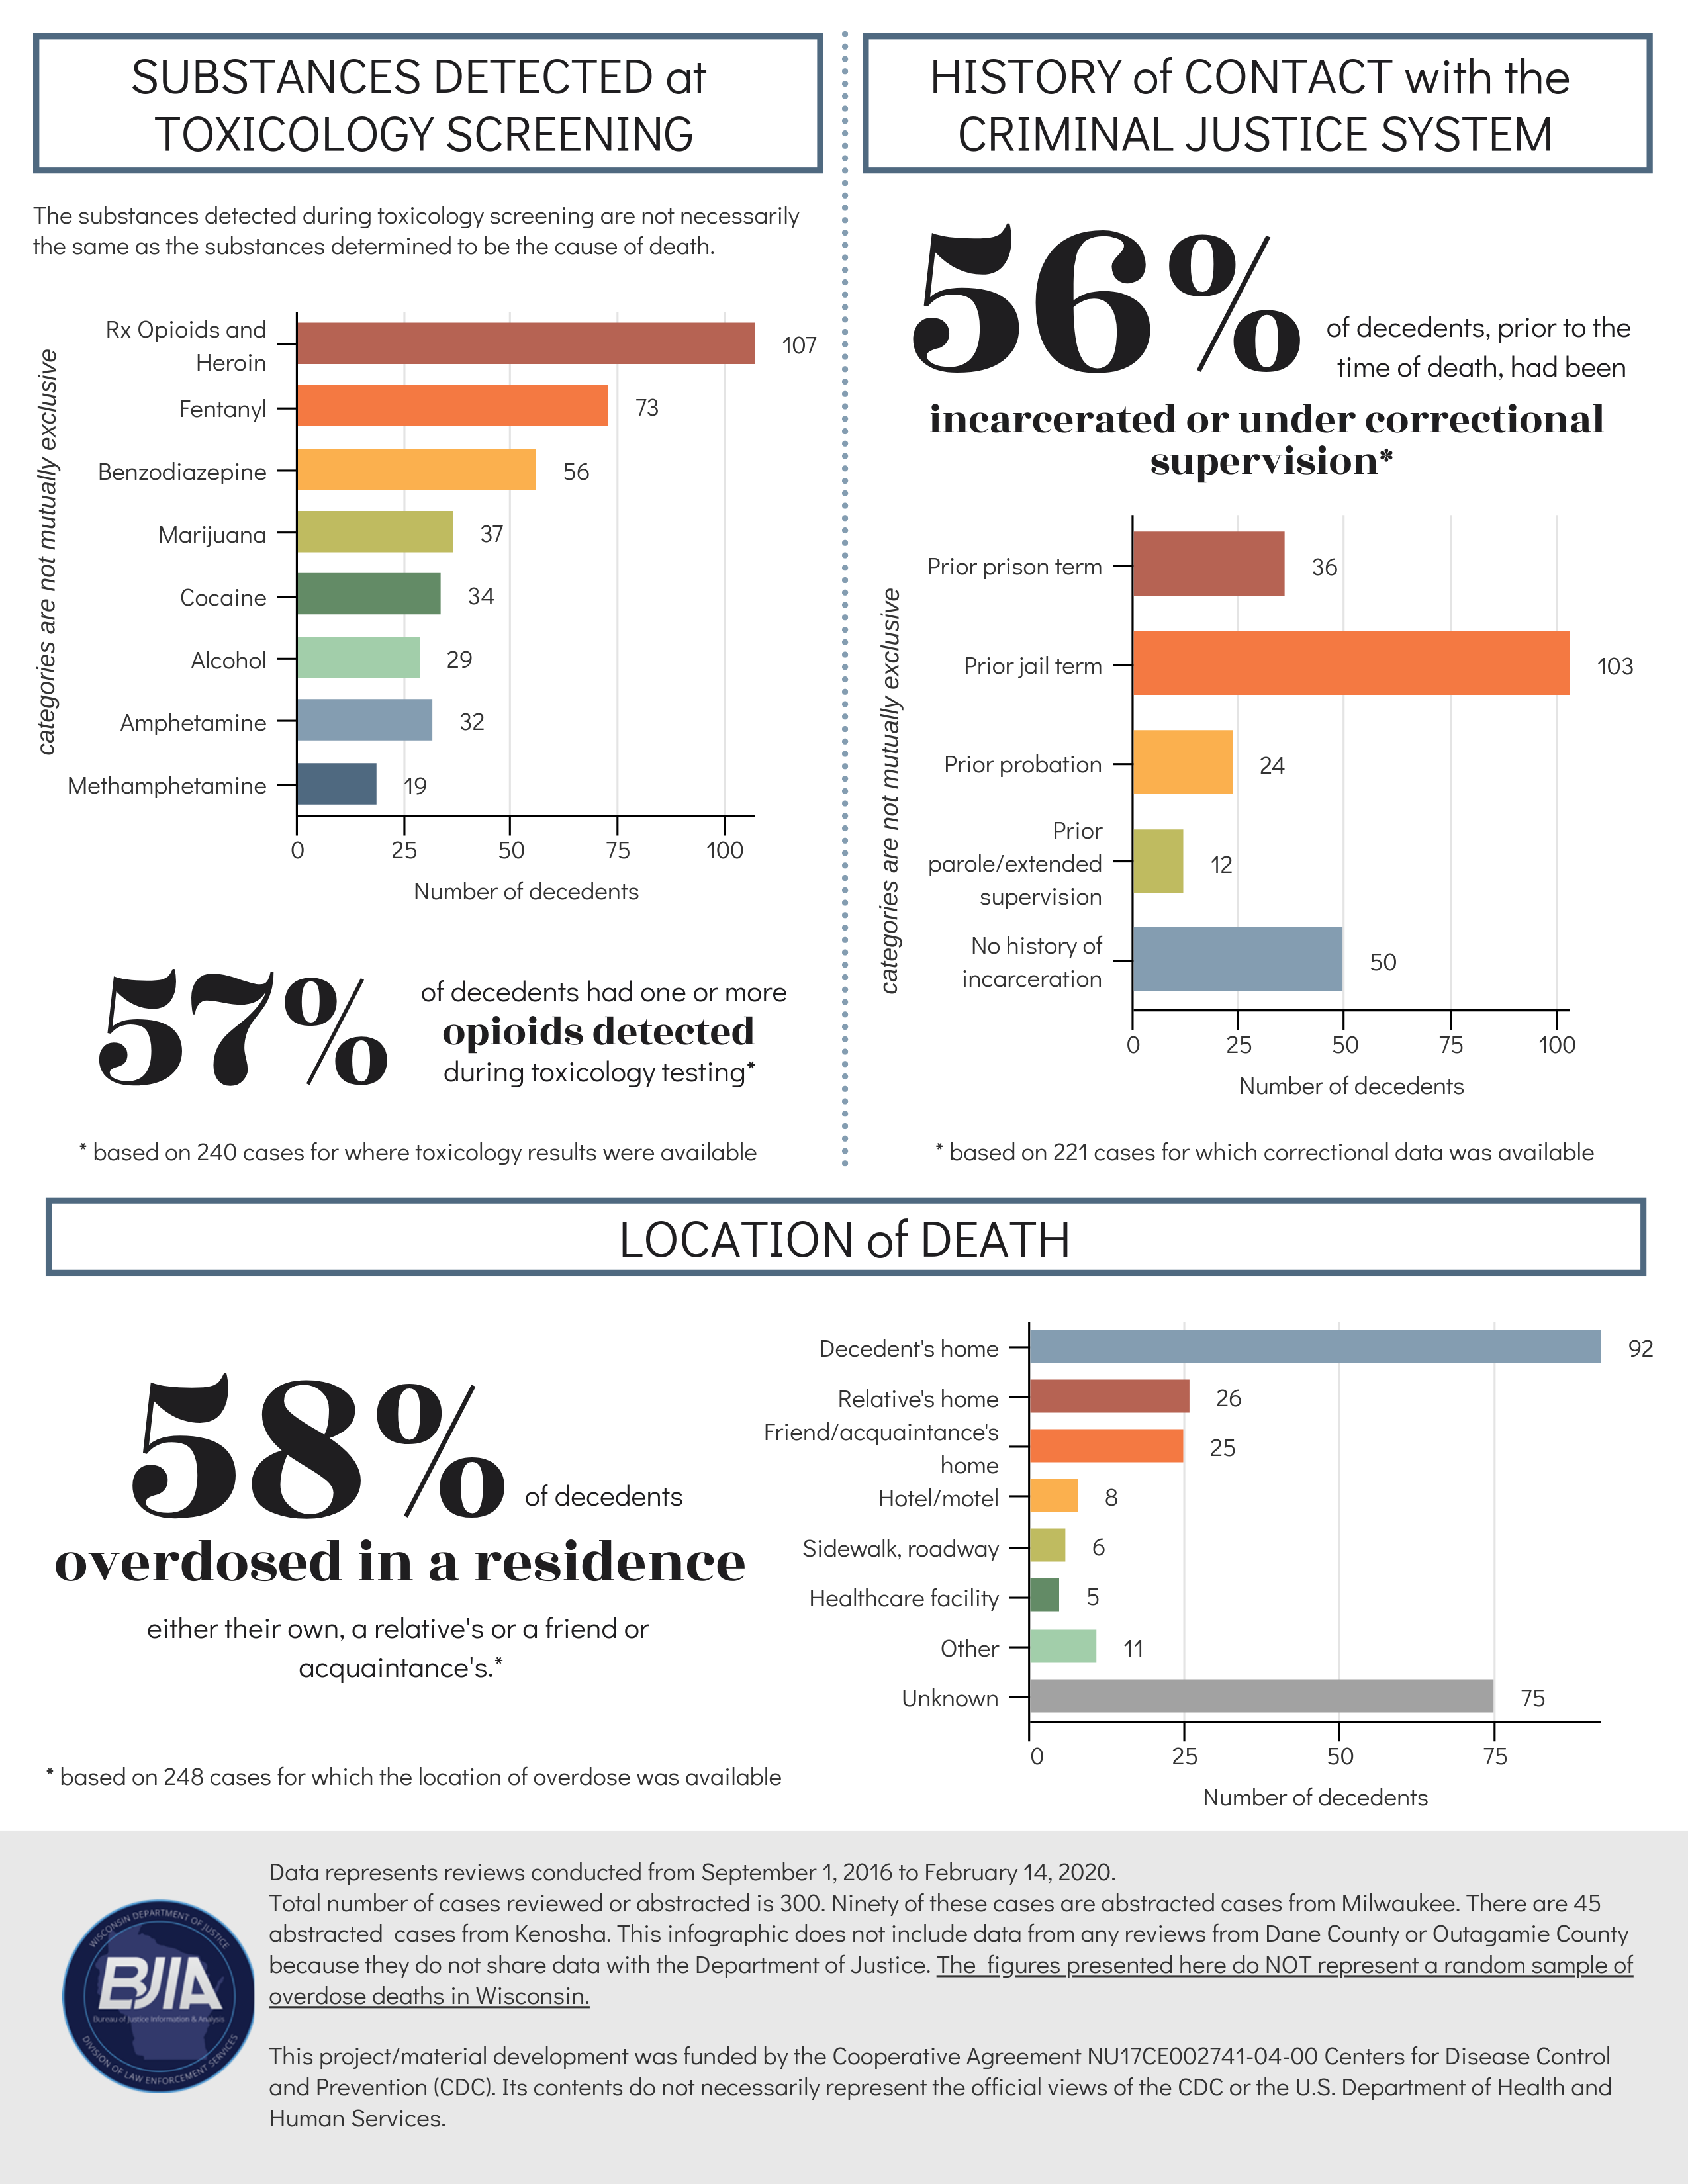 SUBSTANCES DETECTED at
TOXICOLOGY SCREENING
The substances detected during toxicology screening are not necessarily
the same as the substances determined to be the cause of death.
categories are not mutually exclusive
Rx Opioids and
Heroin
107
Fentanyl
73
Benzodiazepine
56
Marijuana
37
Cocaine
34
Alcohol
29
Amphetamine
32
Methamphetamine
19
0 25 50 75 100
Number of decedents
57%
of decedents had one or more
opioids detected
during toxicology testing*
* based on 240 cases for where toxicology results were available
HISTORY of CONTACT with the
CRIMINAL JUSTICE SYSTEM
56%
of decedents, prior to the
time of death, had been
incarcerated or under correctional
supervision*
categories are not mutually exclusive
Prior prison term
36
Prior jail term
103
Prior probation
24
Prior
parole/extended
supervision
12
No history of
incarceration
50
0 25 50 75 100
Number of decedents
* based on 221 cases for which correctional data was available
LOCATION of DEATH
58%
of decedents
overdosed in a residence
either their own, a relative's or a friend or
acquaintance's.*
* based on 248 cases for which the location of overdose was available
Decedent's home
92
Relative's home
26
Friend/acquaintance's
home
25
Hotel/motel
8
Sidewalk, roadway
6
Healthcare facility
5
Other
11
Unknown
75
0 25 50 75
Number of decedents
WISCONSIN DEPARTMENT OF JUSTICE
BJIA
Bureau of Justice Information & Analysis
DIVISION OF LAW ENFORCEMENT SERVICES
Data represents reviews conducted from September 1, 2016 to February 14, 2020.
Total number of cases reviewed or abstracted is 300. Ninety of these cases are abstracted cases from Milwaukee. There are 45
abstracted cases from Kenosha. This infographic does not include data from any reviews from Dane County or Outagamie County
because they do not share data with the Department of Justice. The figures presented here do NOT represent a random sample of
overdose deaths in Wisconsin.
This project/material development was funded by the Cooperative Agreement NU17CE002741-04-00 Centers for Disease Control
and Prevention (CDC). Its contents do not necessarily represent the official views of the CDC or the U.S. Department of Health and
Human Services.